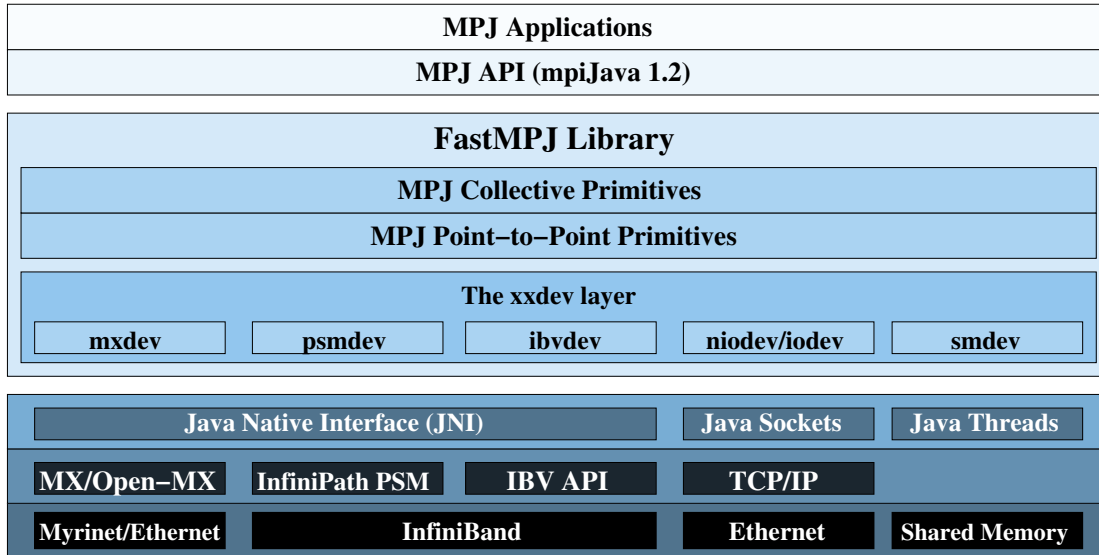 MPJ Applications
MPJ API (mpiJava 1.2)
FastMPJ Library
MPJ Collective Primitives
MPJ Point−to−Point Primitives
The xxdev layer
mxdev psmdev ibvdev niodev/iodev smdev
Java Native Interface (JNI) Java Sockets Java Threads
MX/Open−MX InfiniPath PSM IBV API TCP/IP
Myrinet/Ethernet InfiniBand Ethernet Shared Memory